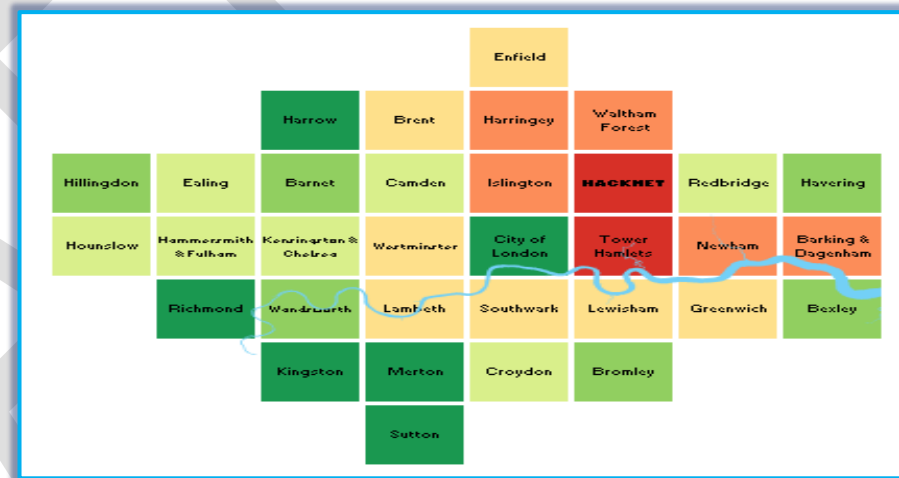 Enfield
Harrow
Brent
Harringey
Waltham
Forest
Hillingdon
Ealing
Barnet
Camden
Islington
HACKNEY
Redbridge
Havering
Hounslow
Hammersmith
& Fulham
Kensington &
Chelsea
Westminster
City of
London
Tower
Hamlets
Newham
Barking &
Dagenham
Richmond
Wandsworth
Lambeth
Southwark
Lewisham
Greenwich
Bexley
Kingston
Merton
Croydon
Bromley
Sutton